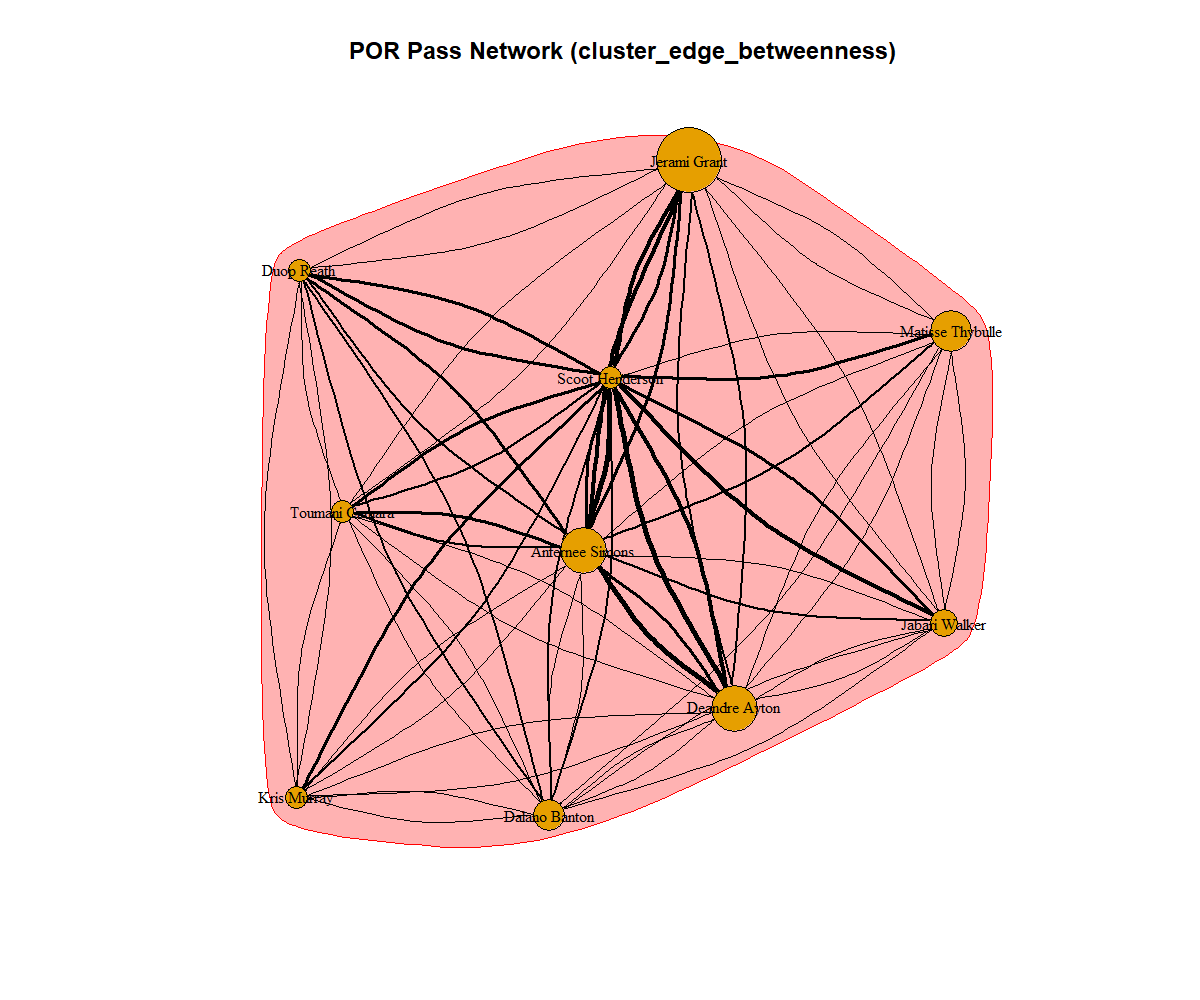 POR Pass Network (cluster_edge_betweenness)
Jerami Grant
Duop Reath
Matisse Thybulle
Scoot Henderson
Toumani Camara
Anfernee Simons
Jabari Walker
Deandre Ayton
Kris Murray
Dalano Banton